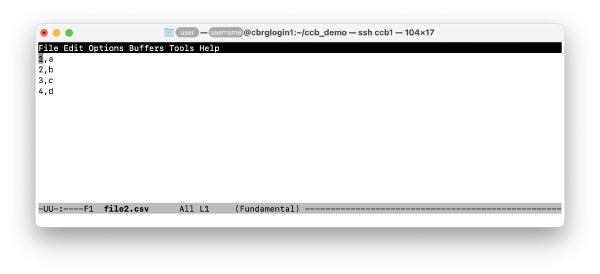 user — username@cbrglogin1:~/ccb_demo — ssh ccb1 — 104×17
File Edit Options Buffers Tools Help
1,a
2,b
3,c
4,d
-UU-:----F1  file2.csv      All L1     (Fundamental) ---------------------------------------------------